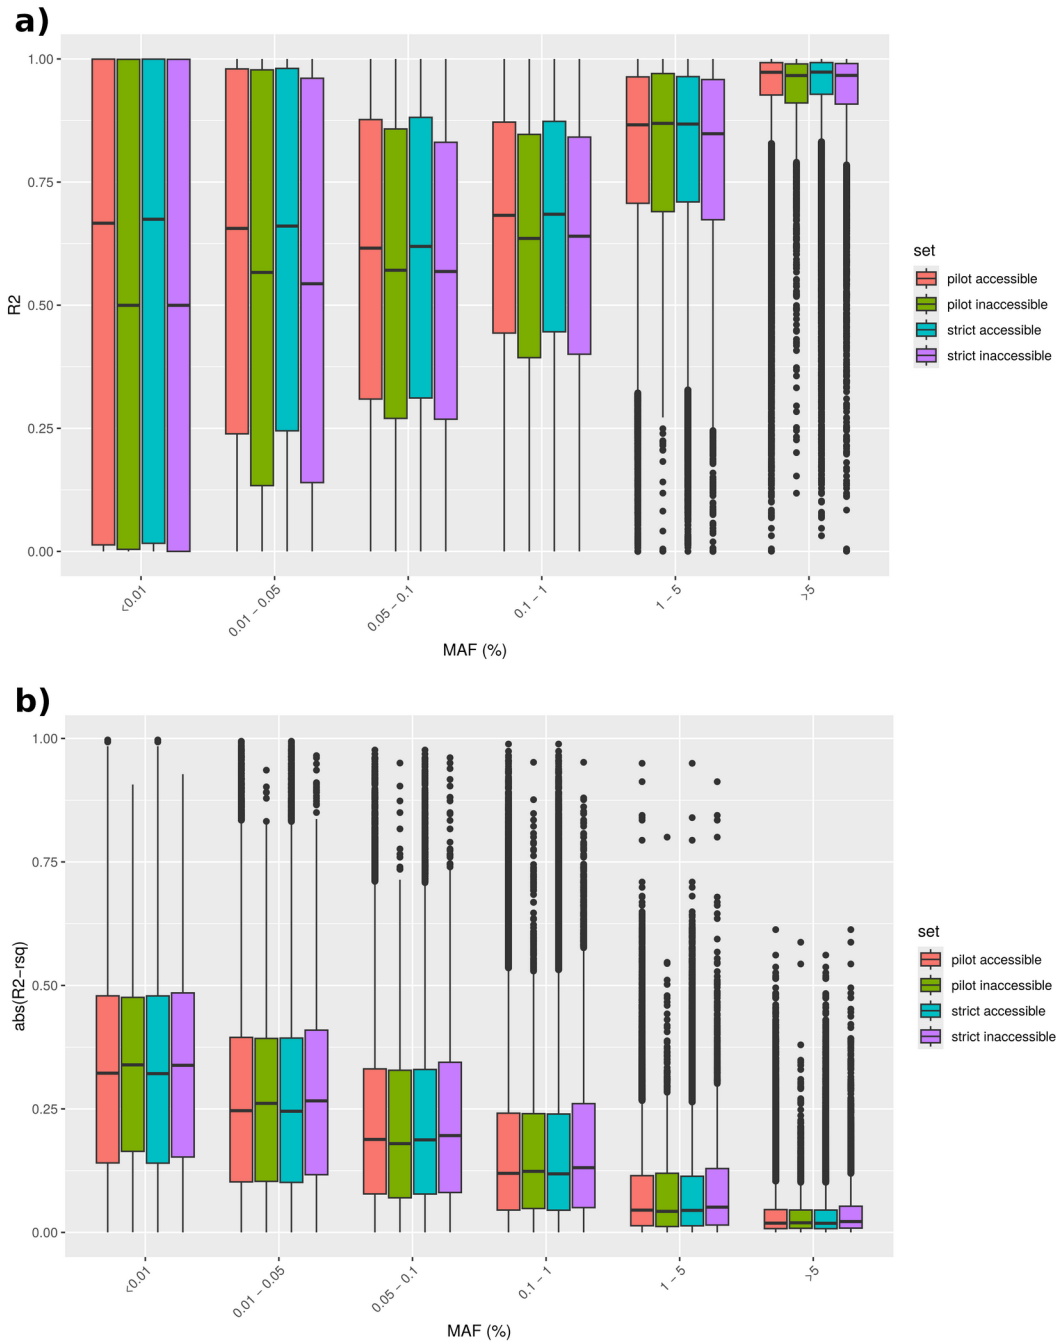 a)
1.00
0.75
0.50
0.25
0.00
R2
<0.01
0.01 − 0.05
0.05 − 0.1
0.1 − 1
1 − 5
>5
MAF (%)
set
pilot accessible
pilot inaccessible
strict accessible
strict inaccessible
b)
1.00
0.75
0.50
0.25
0.00
abs(R2−rsq)
<0.01
0.01 − 0.05
0.05 − 0.1
0.1 − 1
1 − 5
>5
MAF (%)
set
pilot accessible
pilot inaccessible
strict accessible
strict inaccessible